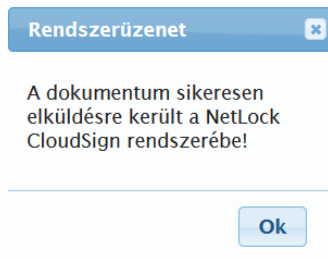 Rendszerüzenet
A dokumentum sikeresen
elküldésre került a NetLock
CloudSign rendszerébe!
Ok